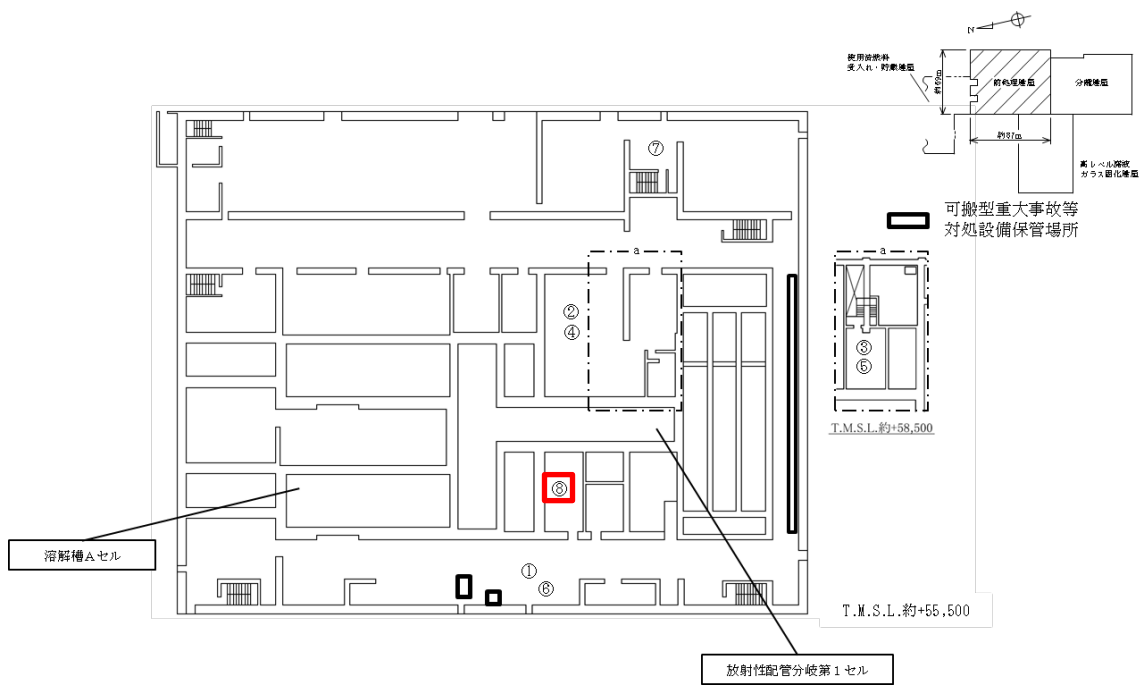 N
使用済燃料
受入れ・貯蔵建屋
約69m
前処理建屋
分離建屋
約87m
高レベル廃液
ガラス固化建屋
可搬型重大事故等
対処設備保管場所
⑦
a
a
②
④
③
⑤
T.M.S.L.約+58,500
⑧
溶解槽Aセル
①
⑥
T.M.S.L.約+55,500
放射性配管分岐第1セル